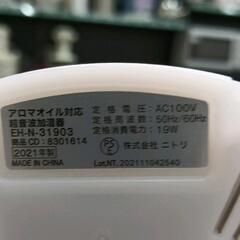 アロマオイル対応
超音波加湿器
EH-N-31903
商品CD：8301614
2021年
MADE IN CHINA
定格電圧：AC100V
定格周波数：50Hz/60Hz
定格消費電力：19W
PS
E
株式会社ニトリ
Lot.NT. 202111042540